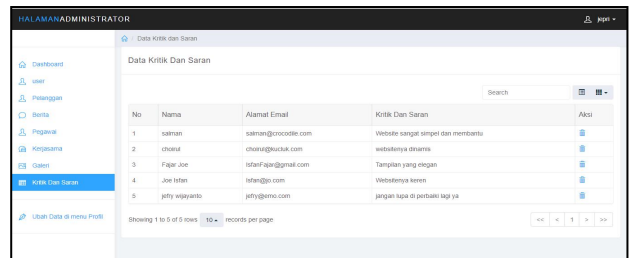 HALAMANADMINISTRATOR
jepri
Data Kritik dan Saran
Dashboard
user
Pelanggan
Berita
Pegawai
Kerjasama
Galeri
Kritik Dan Saran
Ubah Data di menu Profil
Data Kritik Dan Saran
Search
No Nama Alamat Email Kritik Dan Saran Aksi
1 salman salman@crocodile.com Website sangat simpel dan membantu
2 choirul choirul@kucluk.com websitenya dinamis
3 Fajar Joe IsfanFajar@gmail.com Tampilan yang elegan
4 Joe Isfan Isfan@jo.com Websitenya keren
5 jefry wijayanto jefry@emo.com jangan lupa di perbaiki lagi ya
Showing 1 to 5 of 5 rows 10 records per page
<< < 1 > >>